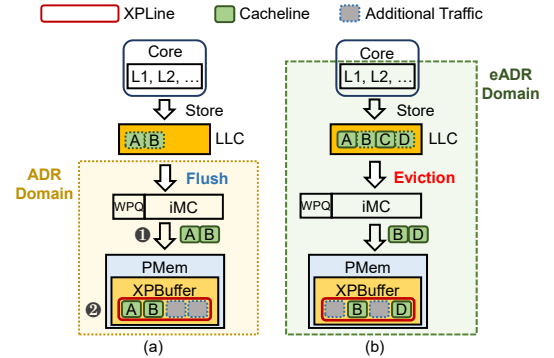 XPLine Cacheline Additional Traffic
Core
L1, L2, ...
Store
A B
LLC
ADR
Domain
Flush
WPQ iMC
❶ A B
PMem
XPBuffer
❷ A B
(a)
Core
L1, L2, ...
eADR
Domain
Store
A B C D
LLC
Eviction
WPQ iMC
B D
PMem
XPBuffer
B D
(b)